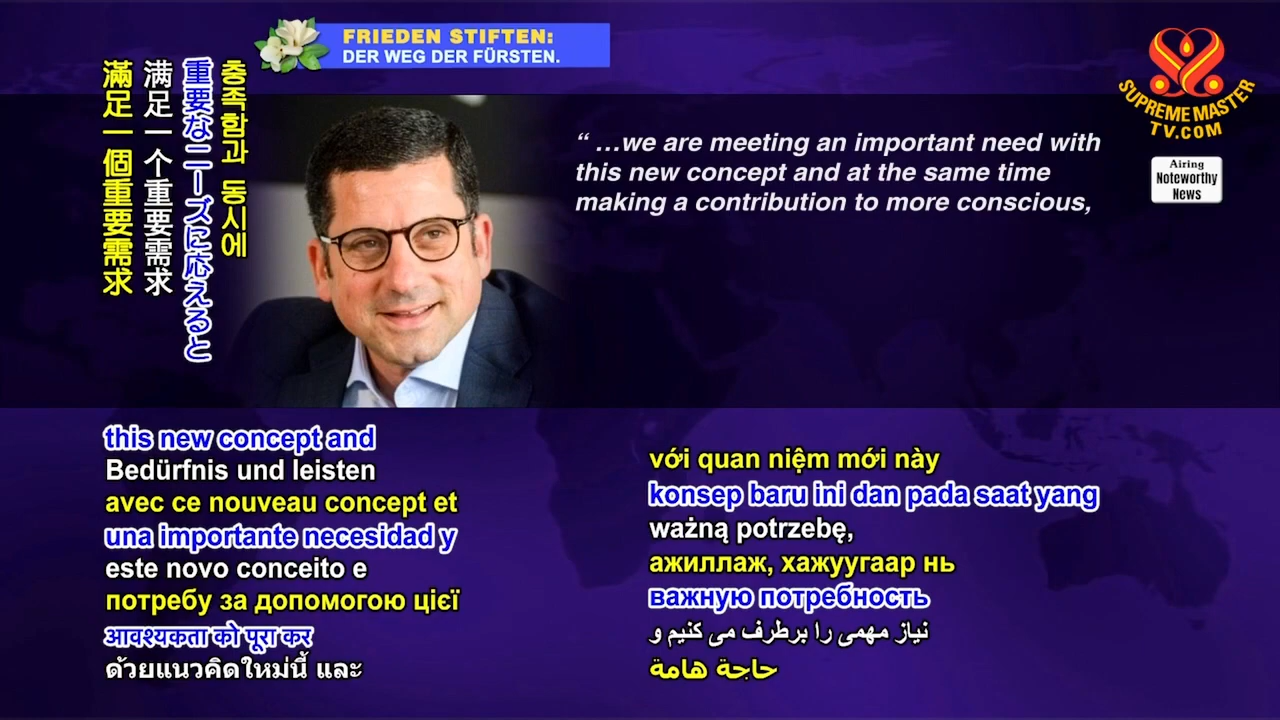 FRIEDEN STIFTEN:
DER WEG DER FÜRSTEN.
SUPREME MASTER
TV.COM
Airing
Noteworthy
News
“ ...we are meeting an important need with
this new concept and at the same time
making a contribution to more conscious,
충족함과 동시에
重要なニーズに応えると
满足一个重要需求
滿足一個重要需求
this new concept and
Bedürfnis und leisten
avec ce nouveau concept et
una importante necesidad y
este novo conceito e
потребу за допомогою цієї
आवश्यकता को पूरा कर
ด้วยแนวคิดใหม่นี้ และ
với quan niệm mới này
konsep baru ini dan pada saat yang
ważną potrzebę,
ажиллаж, хажуугаар нь
важную потребность
نیاز مهمی را برطرف می کنیم و
حاجة هامة